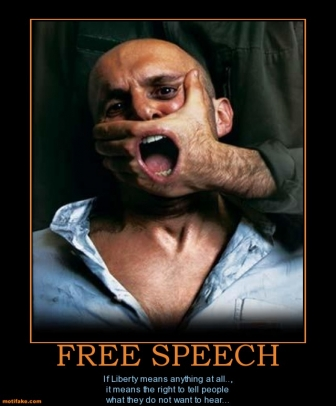 FREE SPEECH
If Liberty means anything at all..,
it means the right to tell people
what they do not want to hear...
motifake.com